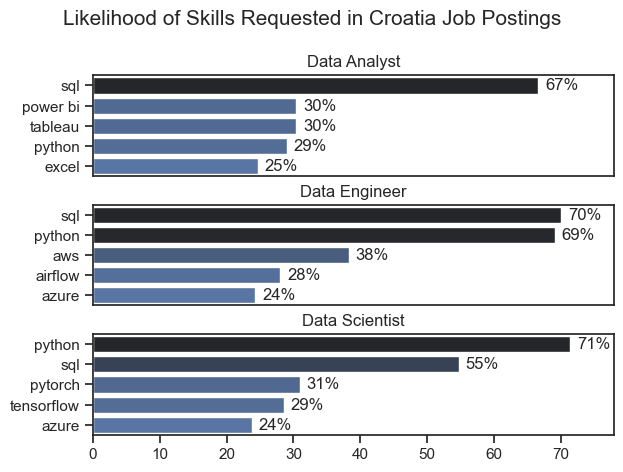 Likelihood of Skills Requested in Croatia Job Postings
Data Analyst
sql 67%
power bi 30%
tableau 30%
python 29%
excel 25%
Data Engineer
sql 70%
python 69%
aws 38%
airflow 28%
azure 24%
Data Scientist
python 71%
sql 55%
pytorch 31%
tensorflow 29%
azure 24%
0 10 20 30 40 50 60 70